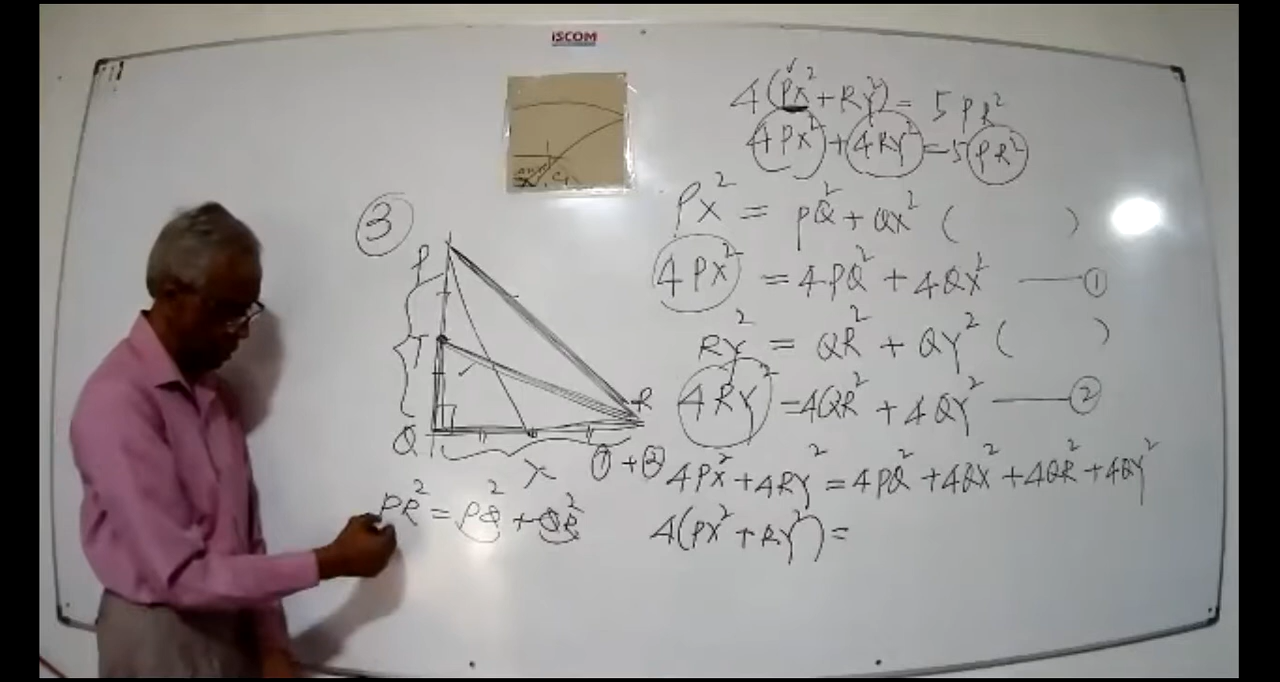 iSCOM
4(PX² + RY²) = 5PR²
4PX² + 4RY² = 5PR²
PX² = PQ² + QX² ( )
4PX² = 4PQ² + 4QX² — ①
RY² = QR² + QY² ( )
4RY² = 4QR² + 4QY² — ②
① + ② 4PX² + 4RY² = 4PQ² + 4QX² + 4QR² + 4QY²
4(PX² + RY²) =
③
P
Q
R
X
PR² = PQ² + QR²